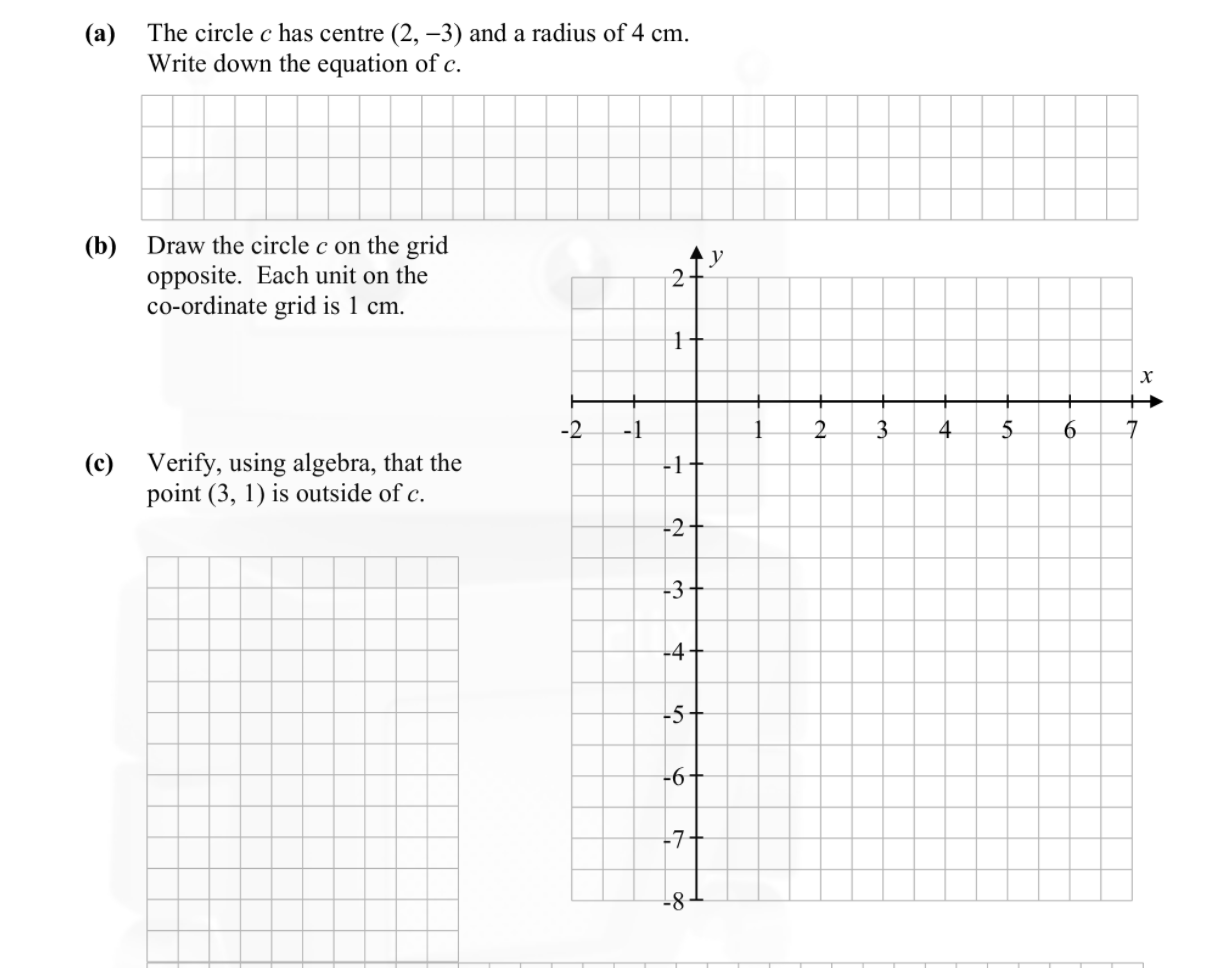 (a) The circle c has centre (2, −3) and a radius of 4 cm.
Write down the equation of c.
(b) Draw the circle c on the grid
opposite. Each unit on the
co-ordinate grid is 1 cm.
(c) Verify, using algebra, that the
point (3, 1) is outside of c.
y
2
1
x
-2 -1 1 2 3 4 5 6 7
-1
-2
-3
-4
-5
-6
-7
-8